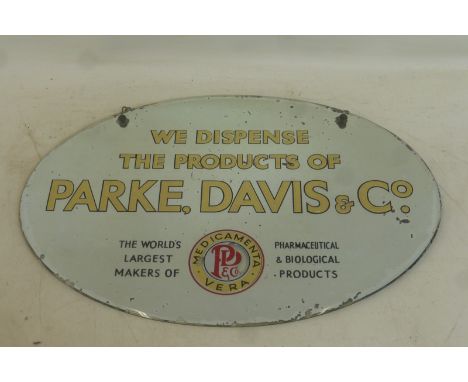 WE DISPENSE
THE PRODUCTS OF
PARKE, DAVIS & Co.
THE WORLD'S
LARGEST
MAKERS OF
MEDICAMENTA
PD & Co.
VERA
PHARMACEUTICAL
& BIOLOGICAL
PRODUCTS